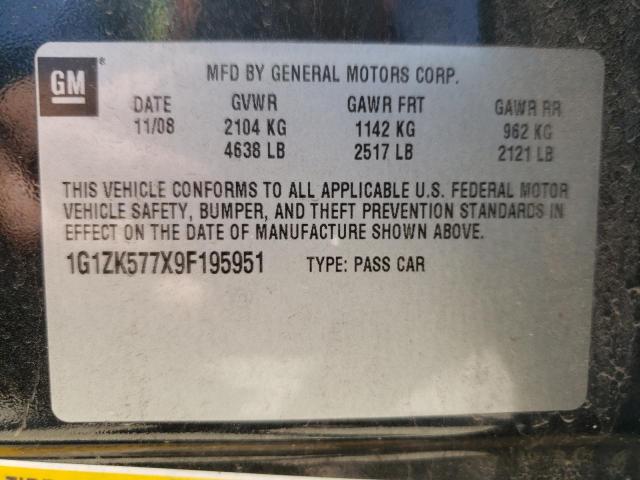 GM ®
MFD BY GENERAL MOTORS CORP.
DATE GVWR GAWR FRT GAWR RR
11/08 2104 KG 1142 KG 962 KG
4638 LB 2517 LB 2121 LB
THIS VEHICLE CONFORMS TO ALL APPLICABLE U.S. FEDERAL MOTOR
VEHICLE SAFETY, BUMPER, AND THEFT PREVENTION STANDARDS IN
EFFECT ON THE DATE OF MANUFACTURE SHOWN ABOVE.
1G1ZK577X9F195951 TYPE: PASS CAR